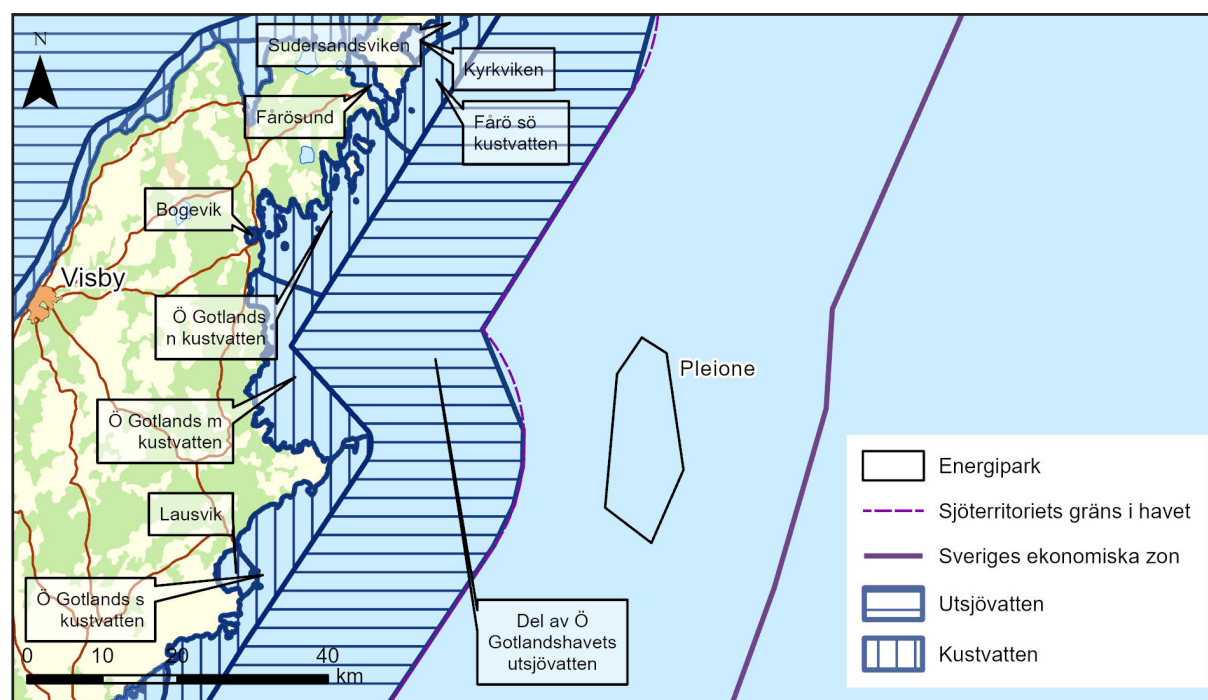 N
Sudersandsviken
Kyrkviken
Fårösund
Fårö sö
kustvatten
Bogevik
Visby
Ö Gotlands
n kustvatten
Pleione
Ö Gotlands m
kustvatten
Lausvik
Ö Gotlands s
kustvatten
Del av Ö
Gotlandshavets
utsjövatten
0 10 20 40
km
Energipark
Sjöterritoriets gräns i havet
Sveriges ekonomiska zon
Utsjövatten
Kustvatten